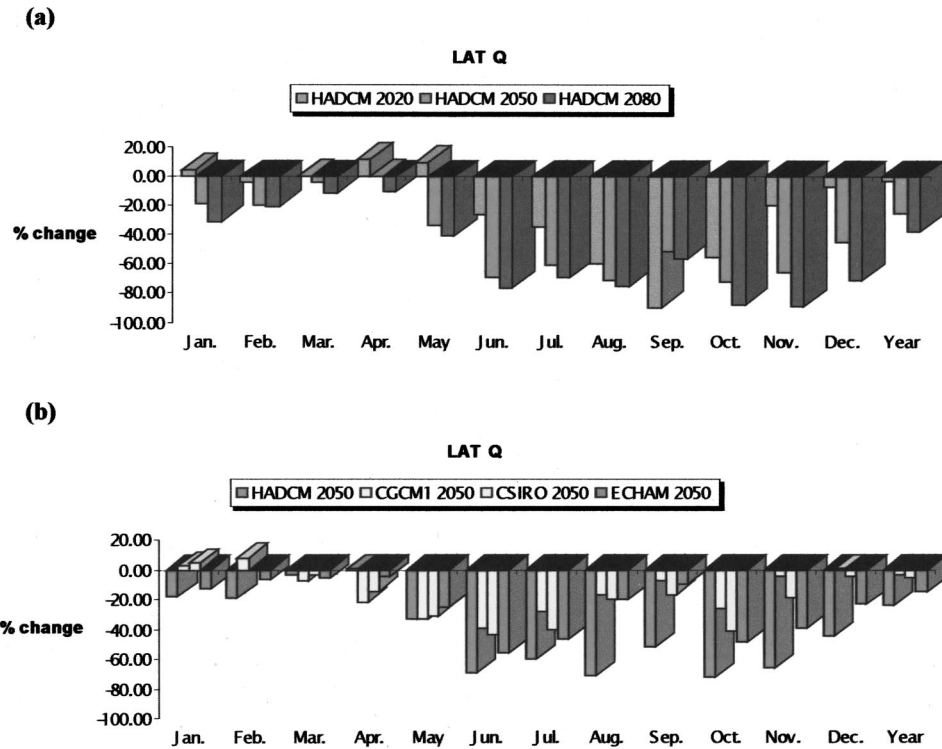 (a)
LAT Q
HADCM 2020 HADCM 2050 HADCM 2080
20.00
0.00
-20.00
-40.00
-60.00
-80.00
-100.00
% change
Jan. Feb. Mar. Apr. May Jun. Jul. Aug. Sep. Oct. Nov. Dec. Year
(b)
LAT Q
HADCM 2050 CGCM1 2050 CSIRO 2050 ECHAM 2050
20.00
0.00
-20.00
-40.00
-60.00
-80.00
-100.00
% change
Jan. Feb. Mar. Apr. May Jun. Jul. Aug. Sep. Oct. Nov. Dec. Year